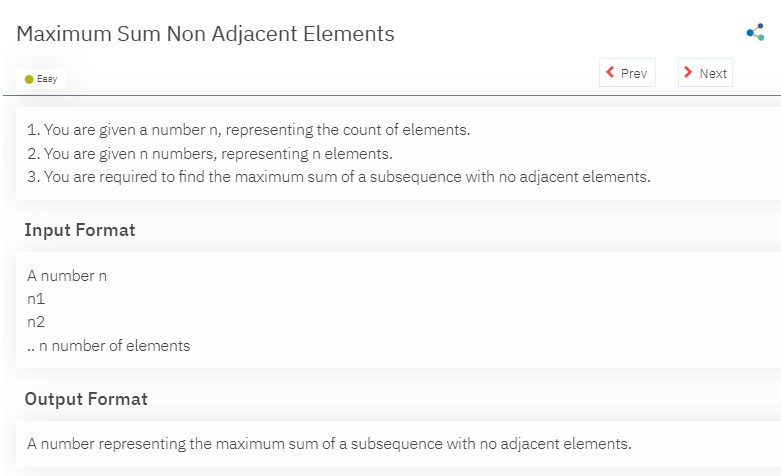 Maximum Sum Non Adjacent Elements
Easy
Prev
Next
1. You are given a number n, representing the count of elements.
2. You are given n numbers, representing n elements.
3. You are required to find the maximum sum of a subsequence with no adjacent elements.
Input Format
A number n
n1
n2
.. n number of elements
Output Format
A number representing the maximum sum of a subsequence with no adjacent elements.